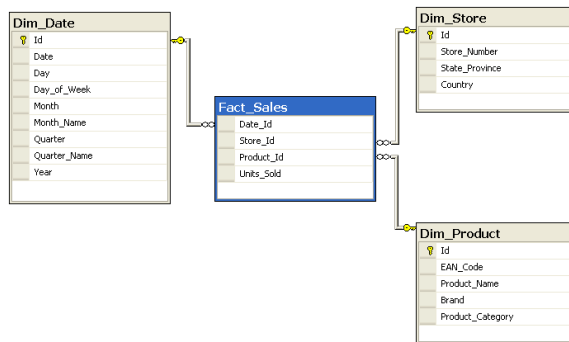 Dim_Date
Id
Date
Day
Day_of_Week
Month
Month_Name
Quarter
Quarter_Name
Year
Fact_Sales
Date_Id
Store_Id
Product_Id
Units_Sold
Dim_Store
Id
Store_Number
State_Province
Country
Dim_Product
Id
EAN_Code
Product_Name
Brand
Product_Category